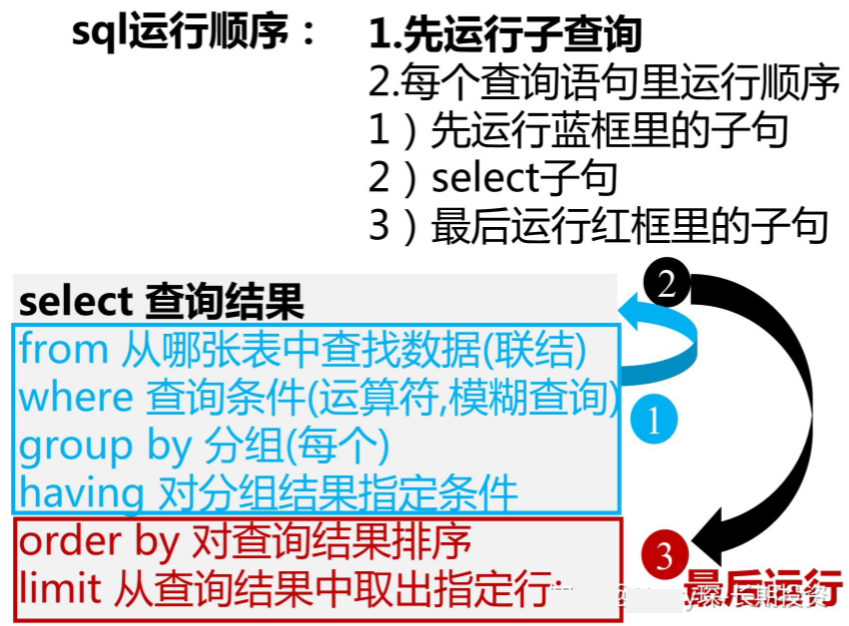 sql运行顺序：
1.先运行子查询
2.每个查询语句里运行顺序
1）先运行蓝框里的子句
2）select子句
3）最后运行红框里的子句
select 查询结果
2
from 从哪张表中查找数据(联结)
where 查询条件(运算符,模糊查询)
1
group by 分组(每个)
having 对分组结果指定条件
order by 对查询结果排序
3
limit 从查询结果中取出指定行;
最后运行
琛-长期投资